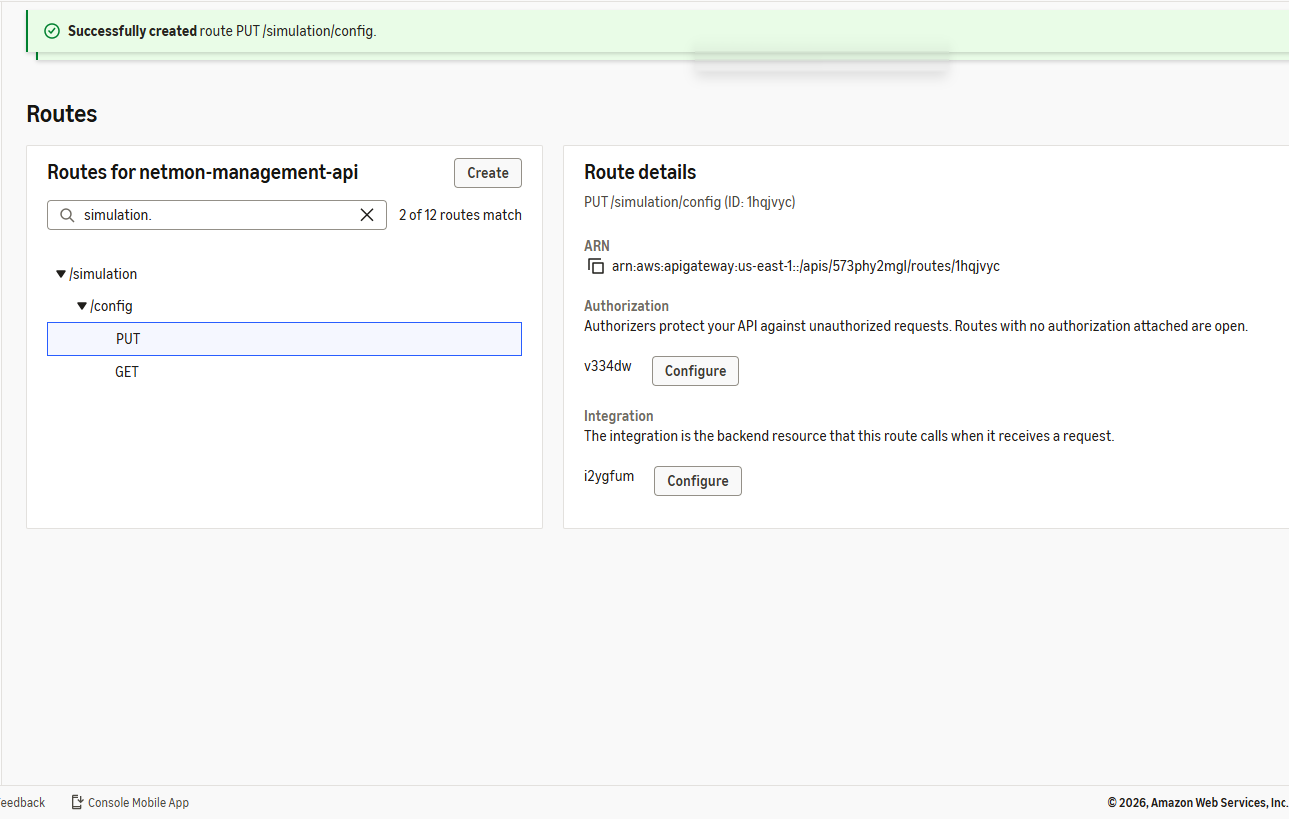 Successfully created route PUT /simulation/config.
Routes
Routes for netmon-management-api
Create
simulation.
2 of 12 routes match
/simulation
/config
PUT
GET
Route details
PUT /simulation/config (ID: 1hqjvyc)
ARN
arn:aws:apigateway:us-east-1::/apis/573phy2mgl/routes/1hqjvyc
Authorization
Authorizers protect your API against unauthorized requests. Routes with no authorization attached are open.
v334dw
Configure
Integration
The integration is the backend resource that this route calls when it receives a request.
i2ygfum
Configure
eedback
Console Mobile App
© 2026, Amazon Web Services, Inc.